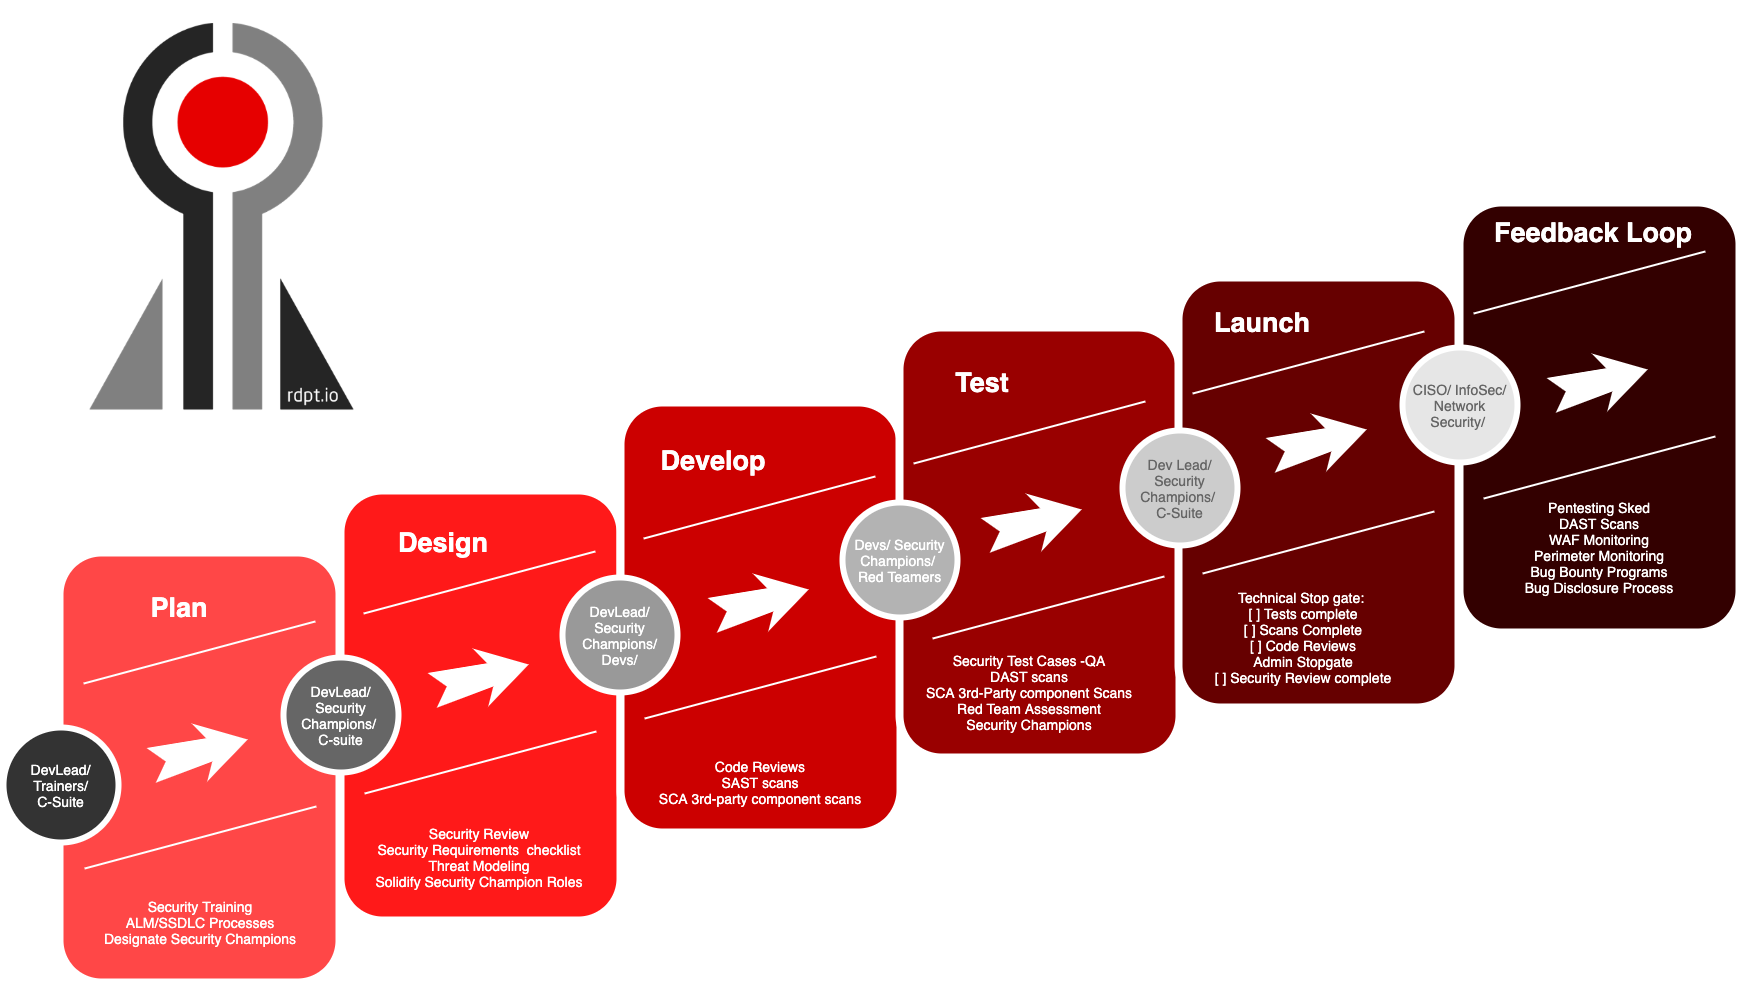 rdpt.io
Plan
DevLead/
Trainers/
C-Suite
Security Training
ALM/SSDLC Processes
Designate Security Champions
Design
DevLead/
Security
Champions/
C-suite
Security Review
Security Requirements  checklist
Threat Modeling
Solidify Security Champion Roles
Develop
DevLead/
Security
Champions/
Devs/
Code Reviews
SAST scans
SCA 3rd-party component scans
Test
Devs/ Security
Champions/
Red Teamers
Security Test Cases -QA
DAST scans
SCA 3rd-Party component Scans
Red Team Assessment
Security Champions
Launch
Dev Lead/
Security
Champions/
C-Suite
Technical Stop gate:
[ ] Tests complete
[ ] Scans Complete
[ ] Code Reviews
Admin Stopgate
[ ] Security Review complete
Feedback Loop
CISO/ InfoSec/
Network
Security/
Pentesting Sked
DAST Scans
WAF Monitoring
Perimeter Monitoring
Bug Bounty Programs
Bug Disclosure Process